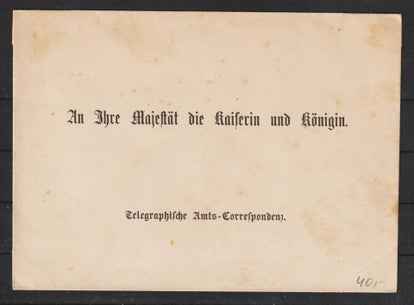 An Ihre Majestät die Kaiserin und Königin.
Telegraphische Amts-Correspondenz.
40,-